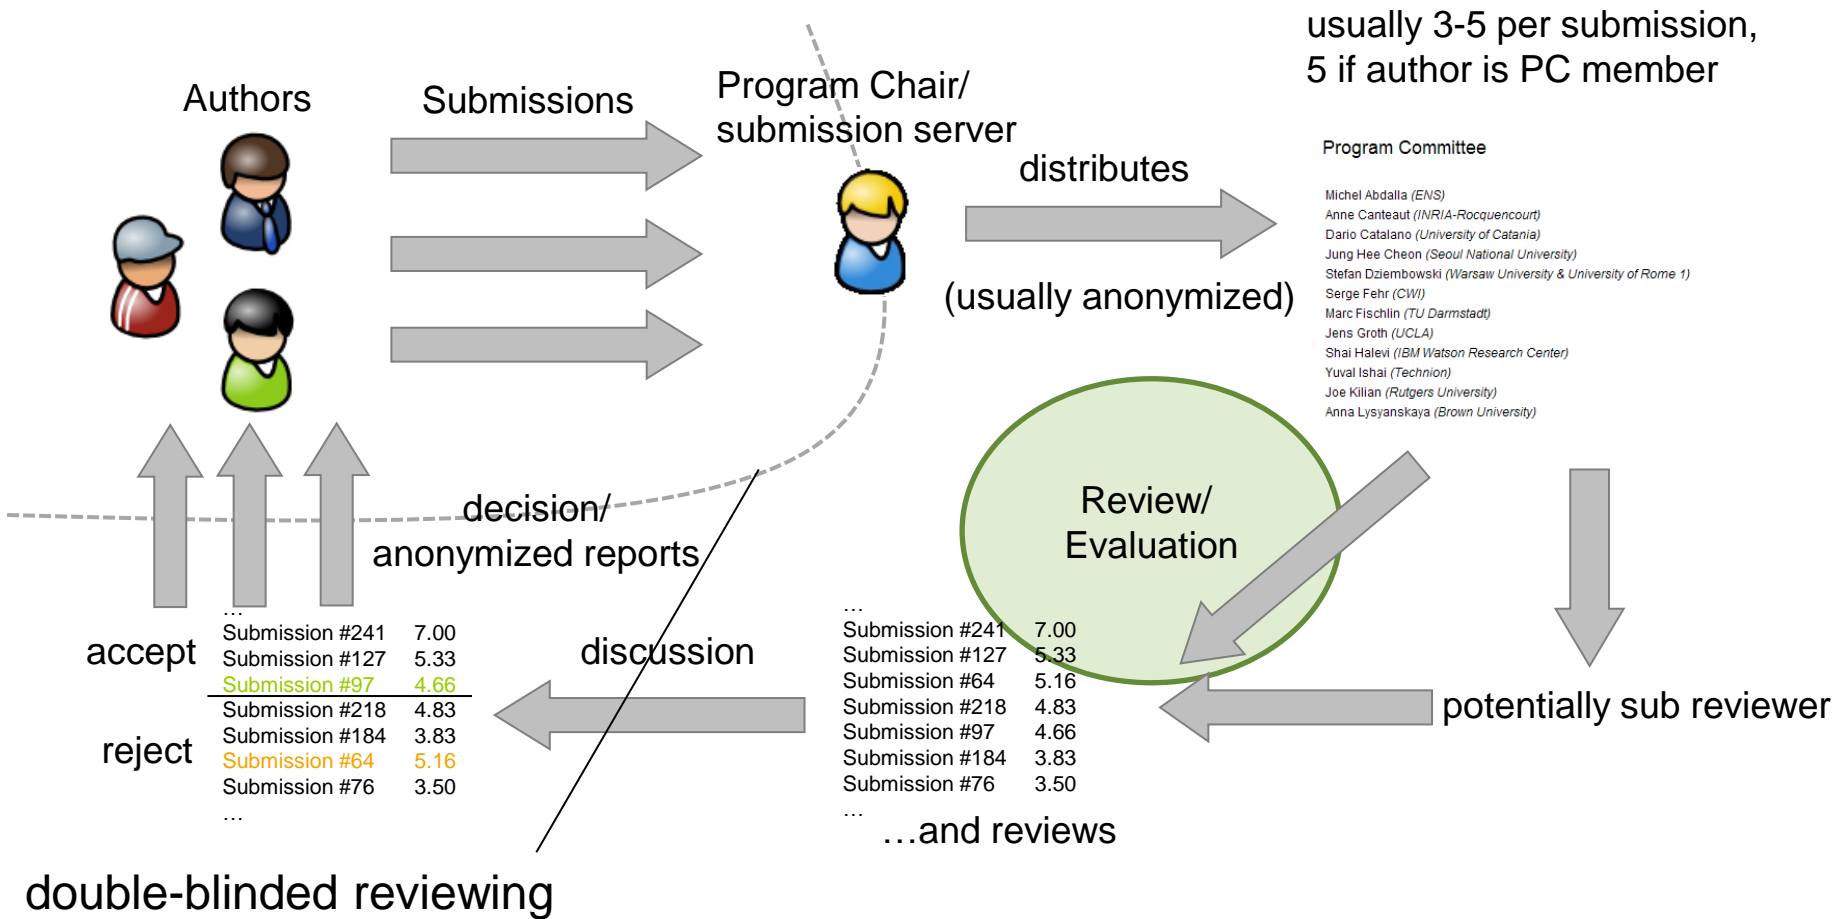 usually 3-5 per submission,
5 if author is PC member
Authors
Submissions
Program Chair/
submission server
distributes
(usually anonymized)
Program Committee
Michel Abdalla (ENS)
Anne Canteaut (INRIA-Rocquencourt)
Dario Catalano (University of Catania)
Jung Hee Cheon (Seoul National University)
Stefan Dziembowski (Warsaw University & University of Rome 1)
Serge Fehr (CWI)
Marc Fischlin (TU Darmstadt)
Jens Groth (UCLA)
Shai Halevi (IBM Watson Research Center)
Yuval Ishai (Technion)
Joe Kilian (Rutgers University)
Anna Lysyanskaya (Brown University)
Review/
Evaluation
potentially sub reviewer
…
Submission #241 7.00
Submission #127 5.33
Submission #64 5.16
Submission #218 4.83
Submission #97 4.66
Submission #184 3.83
Submission #76 3.50
…
…and reviews
discussion
decision/
anonymized reports
accept
reject
…
Submission #241 7.00
Submission #127 5.33
Submission #97 4.66
Submission #218 4.83
Submission #184 3.83
Submission #64 5.16
Submission #76 3.50
…
double-blinded reviewing